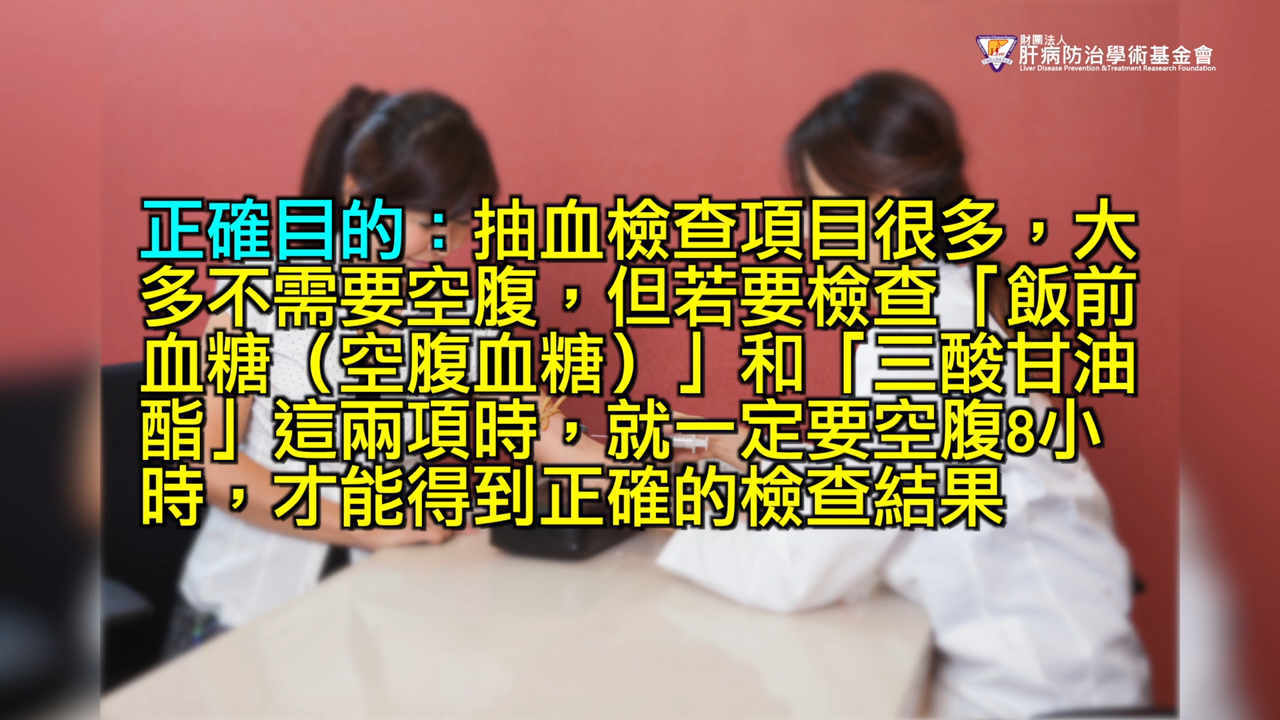 財團法人
肝病防治學術基金會
Liver Disease Prevention &Treatment Reasearch Foundation
正確目的：抽血檢查項目很多，大
多不需要空腹，但若要檢查「飯前
血糖（空腹血糖）」和「三酸甘油
酯」這兩項時，就一定要空腹8小
時，才能得到正確的檢查結果